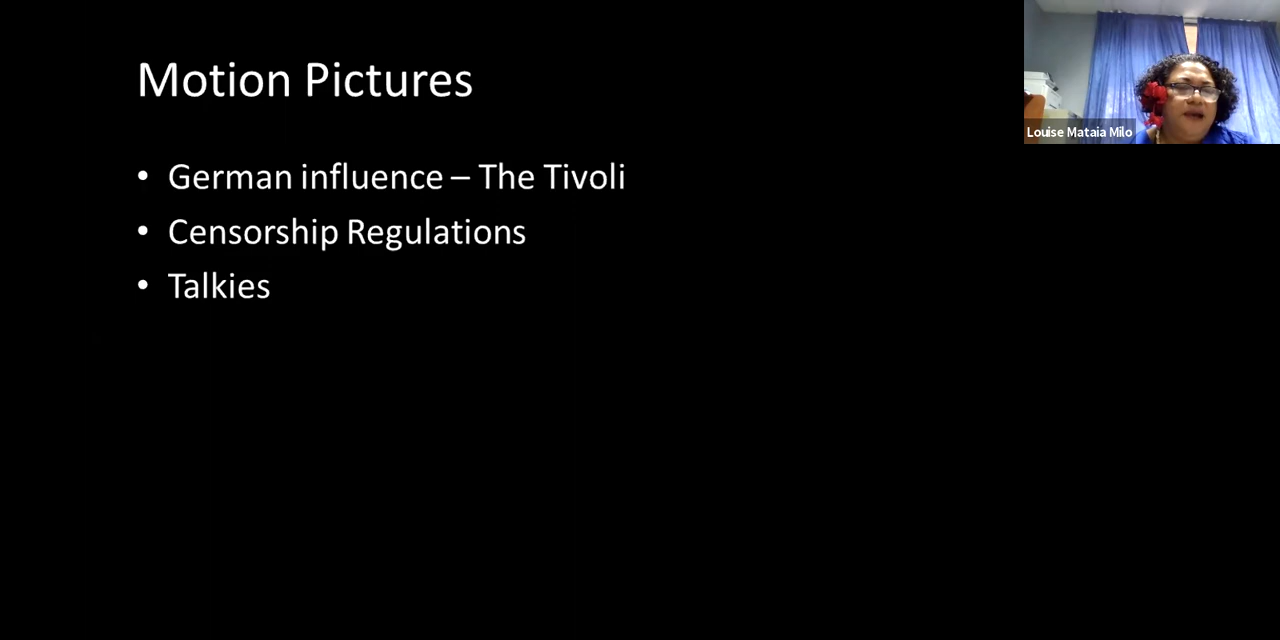 Motion Pictures
• German influence – The Tivoli
• Censorship Regulations
• Talkies
Louise Mataia Milo